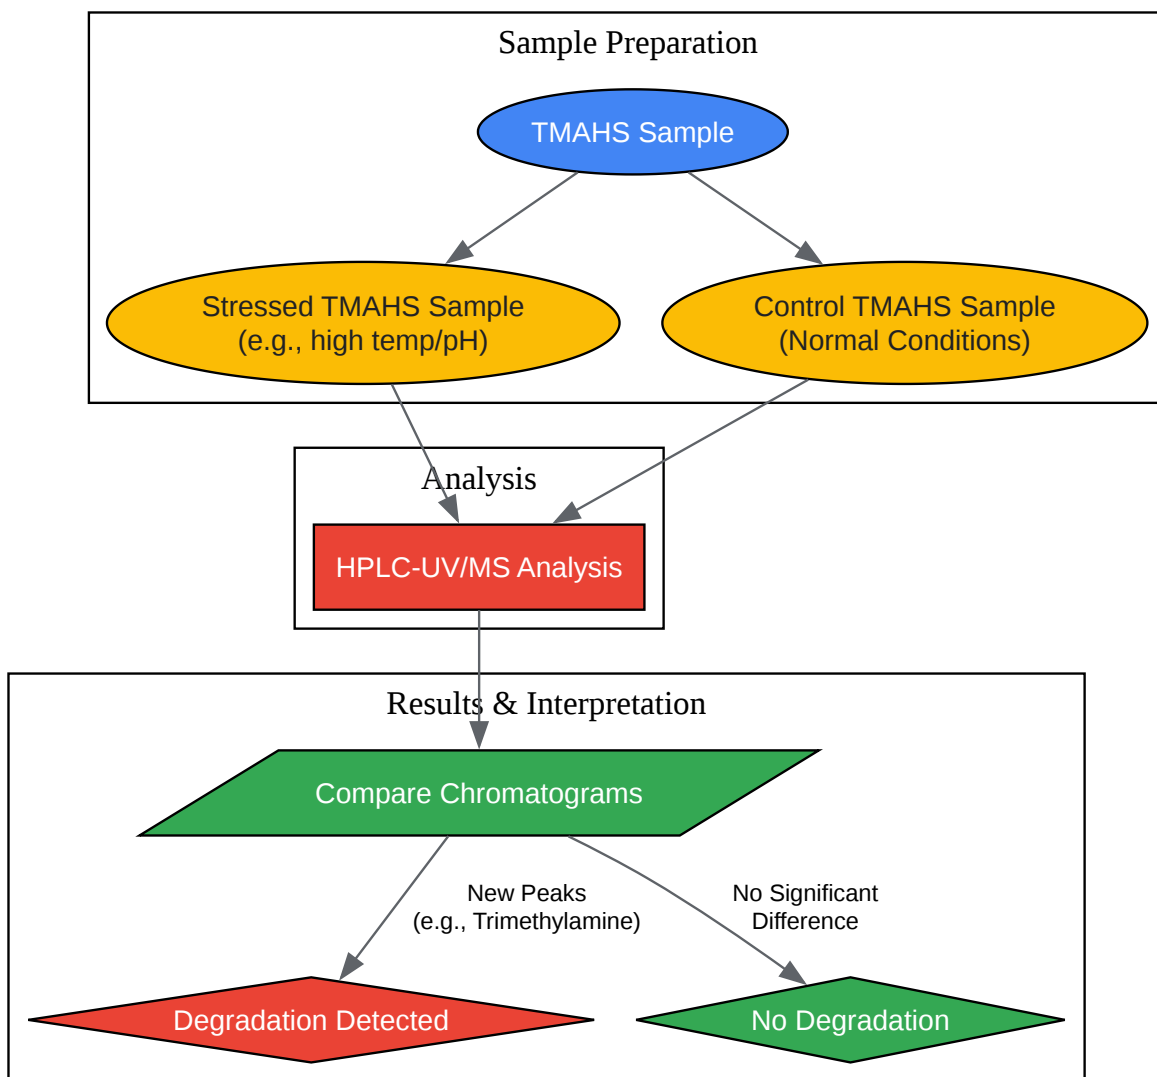 Sample Preparation
TMAHS Sample
Stressed TMAHS Sample
(e.g., high temp/pH)
Control TMAHS Sample
(Normal Conditions)
Analysis
HPLC-UV/MS Analysis
Results & Interpretation
Compare Chromatograms
New Peaks
(e.g., Trimethylamine)
No Significant
Difference
Degradation Detected
No Degradation